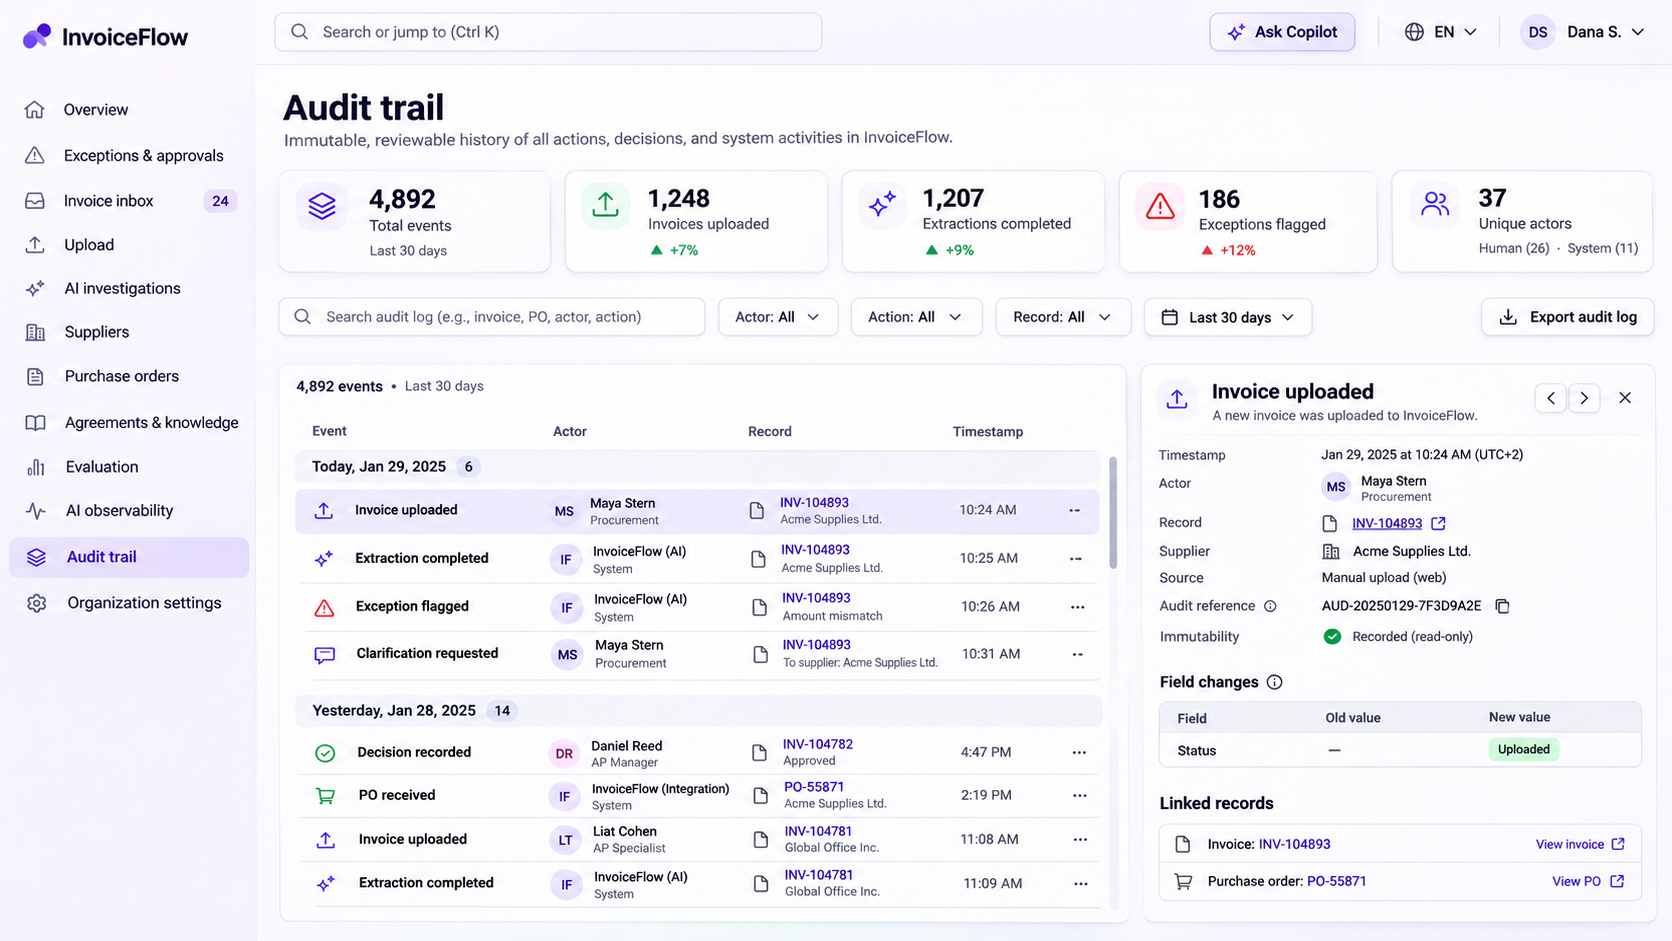 InvoiceFlow
Search or jump to (Ctrl K)
Ask Copilot
EN
DS
Dana S.
Overview
Exceptions & approvals
Invoice inbox
24
Upload
AI investigations
Suppliers
Purchase orders
Agreements & knowledge
Evaluation
AI observability
Audit trail
Organization settings
Audit trail
Immutable, reviewable history of all actions, decisions, and system activities in InvoiceFlow.
4,892
Total events
Last 30 days
1,248
Invoices uploaded
+7%
1,207
Extractions completed
+9%
186
Exceptions flagged
+12%
37
Unique actors
Human (26) · System (11)
Search audit log (e.g., invoice, PO, actor, action)
Actor: All
Action: All
Record: All
Last 30 days
Export audit log
4,892 events • Last 30 days
Event Actor Record Timestamp
Today, Jan 29, 2025 6
Invoice uploaded
MS
Maya Stern
Procurement
INV-104893
Acme Supplies Ltd.
10:24 AM
Extraction completed
IF
InvoiceFlow (AI)
System
INV-104893
Acme Supplies Ltd.
10:25 AM
Exception flagged
IF
InvoiceFlow (AI)
System
INV-104893
Amount mismatch
10:26 AM
Clarification requested
MS
Maya Stern
Procurement
INV-104893
To supplier: Acme Supplies Ltd.
10:31 AM
Yesterday, Jan 28, 2025 14
Decision recorded
DR
Daniel Reed
AP Manager
INV-104782
Approved
4:47 PM
PO received
IF
InvoiceFlow (Integration)
System
PO-55871
Acme Supplies Ltd.
2:19 PM
Invoice uploaded
LT
Liat Cohen
AP Specialist
INV-104781
Global Office Inc.
11:08 AM
Extraction completed
IF
InvoiceFlow (AI)
System
INV-104781
Global Office Inc.
11:09 AM
Invoice uploaded
A new invoice was uploaded to InvoiceFlow.
Timestamp Jan 29, 2025 at 10:24 AM (UTC+2)
Actor
MS
Maya Stern
Procurement
Record INV-104893
Supplier Acme Supplies Ltd.
Source Manual upload (web)
Audit reference AUD-20250129-7F3D9A2E
Immutability Recorded (read-only)
Field changes
Field Old value New value
Status — Uploaded
Linked records
Invoice: INV-104893 View invoice
Purchase order: PO-55871 View PO